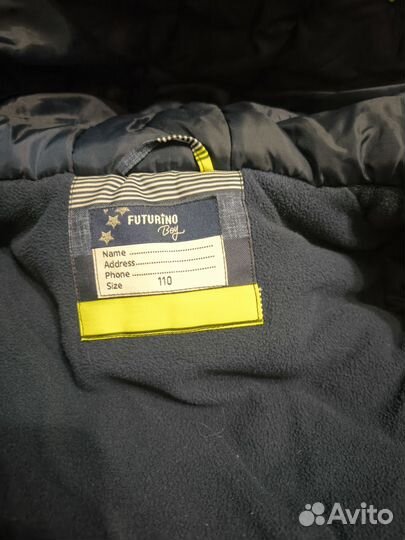 FUTURiNO
Boy
Name ..........................
Address.......................
Phone .........................
Size 110
Avito